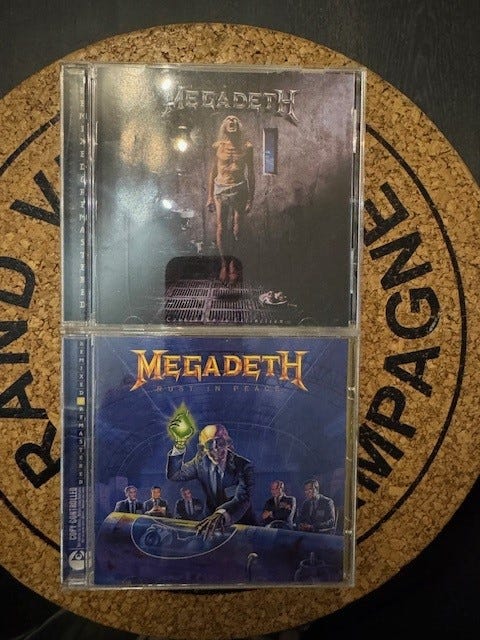 MEGADETH
REMIXED REMASTERED
MEGADETH
RUST IN PEACE
REMIXED REMASTERED
COPY CONTROLLED
RAND V
MPAGNE